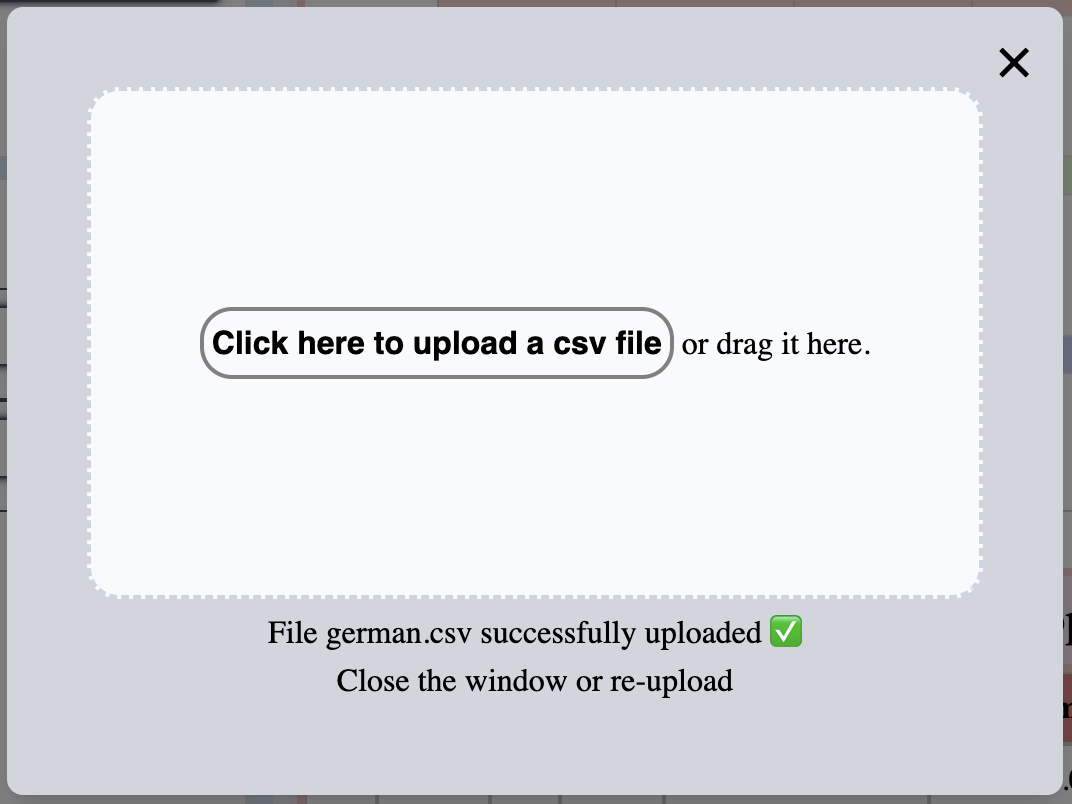 Click here to upload a csv file or drag it here.
File german.csv successfully uploaded ✅
Close the window or re-upload